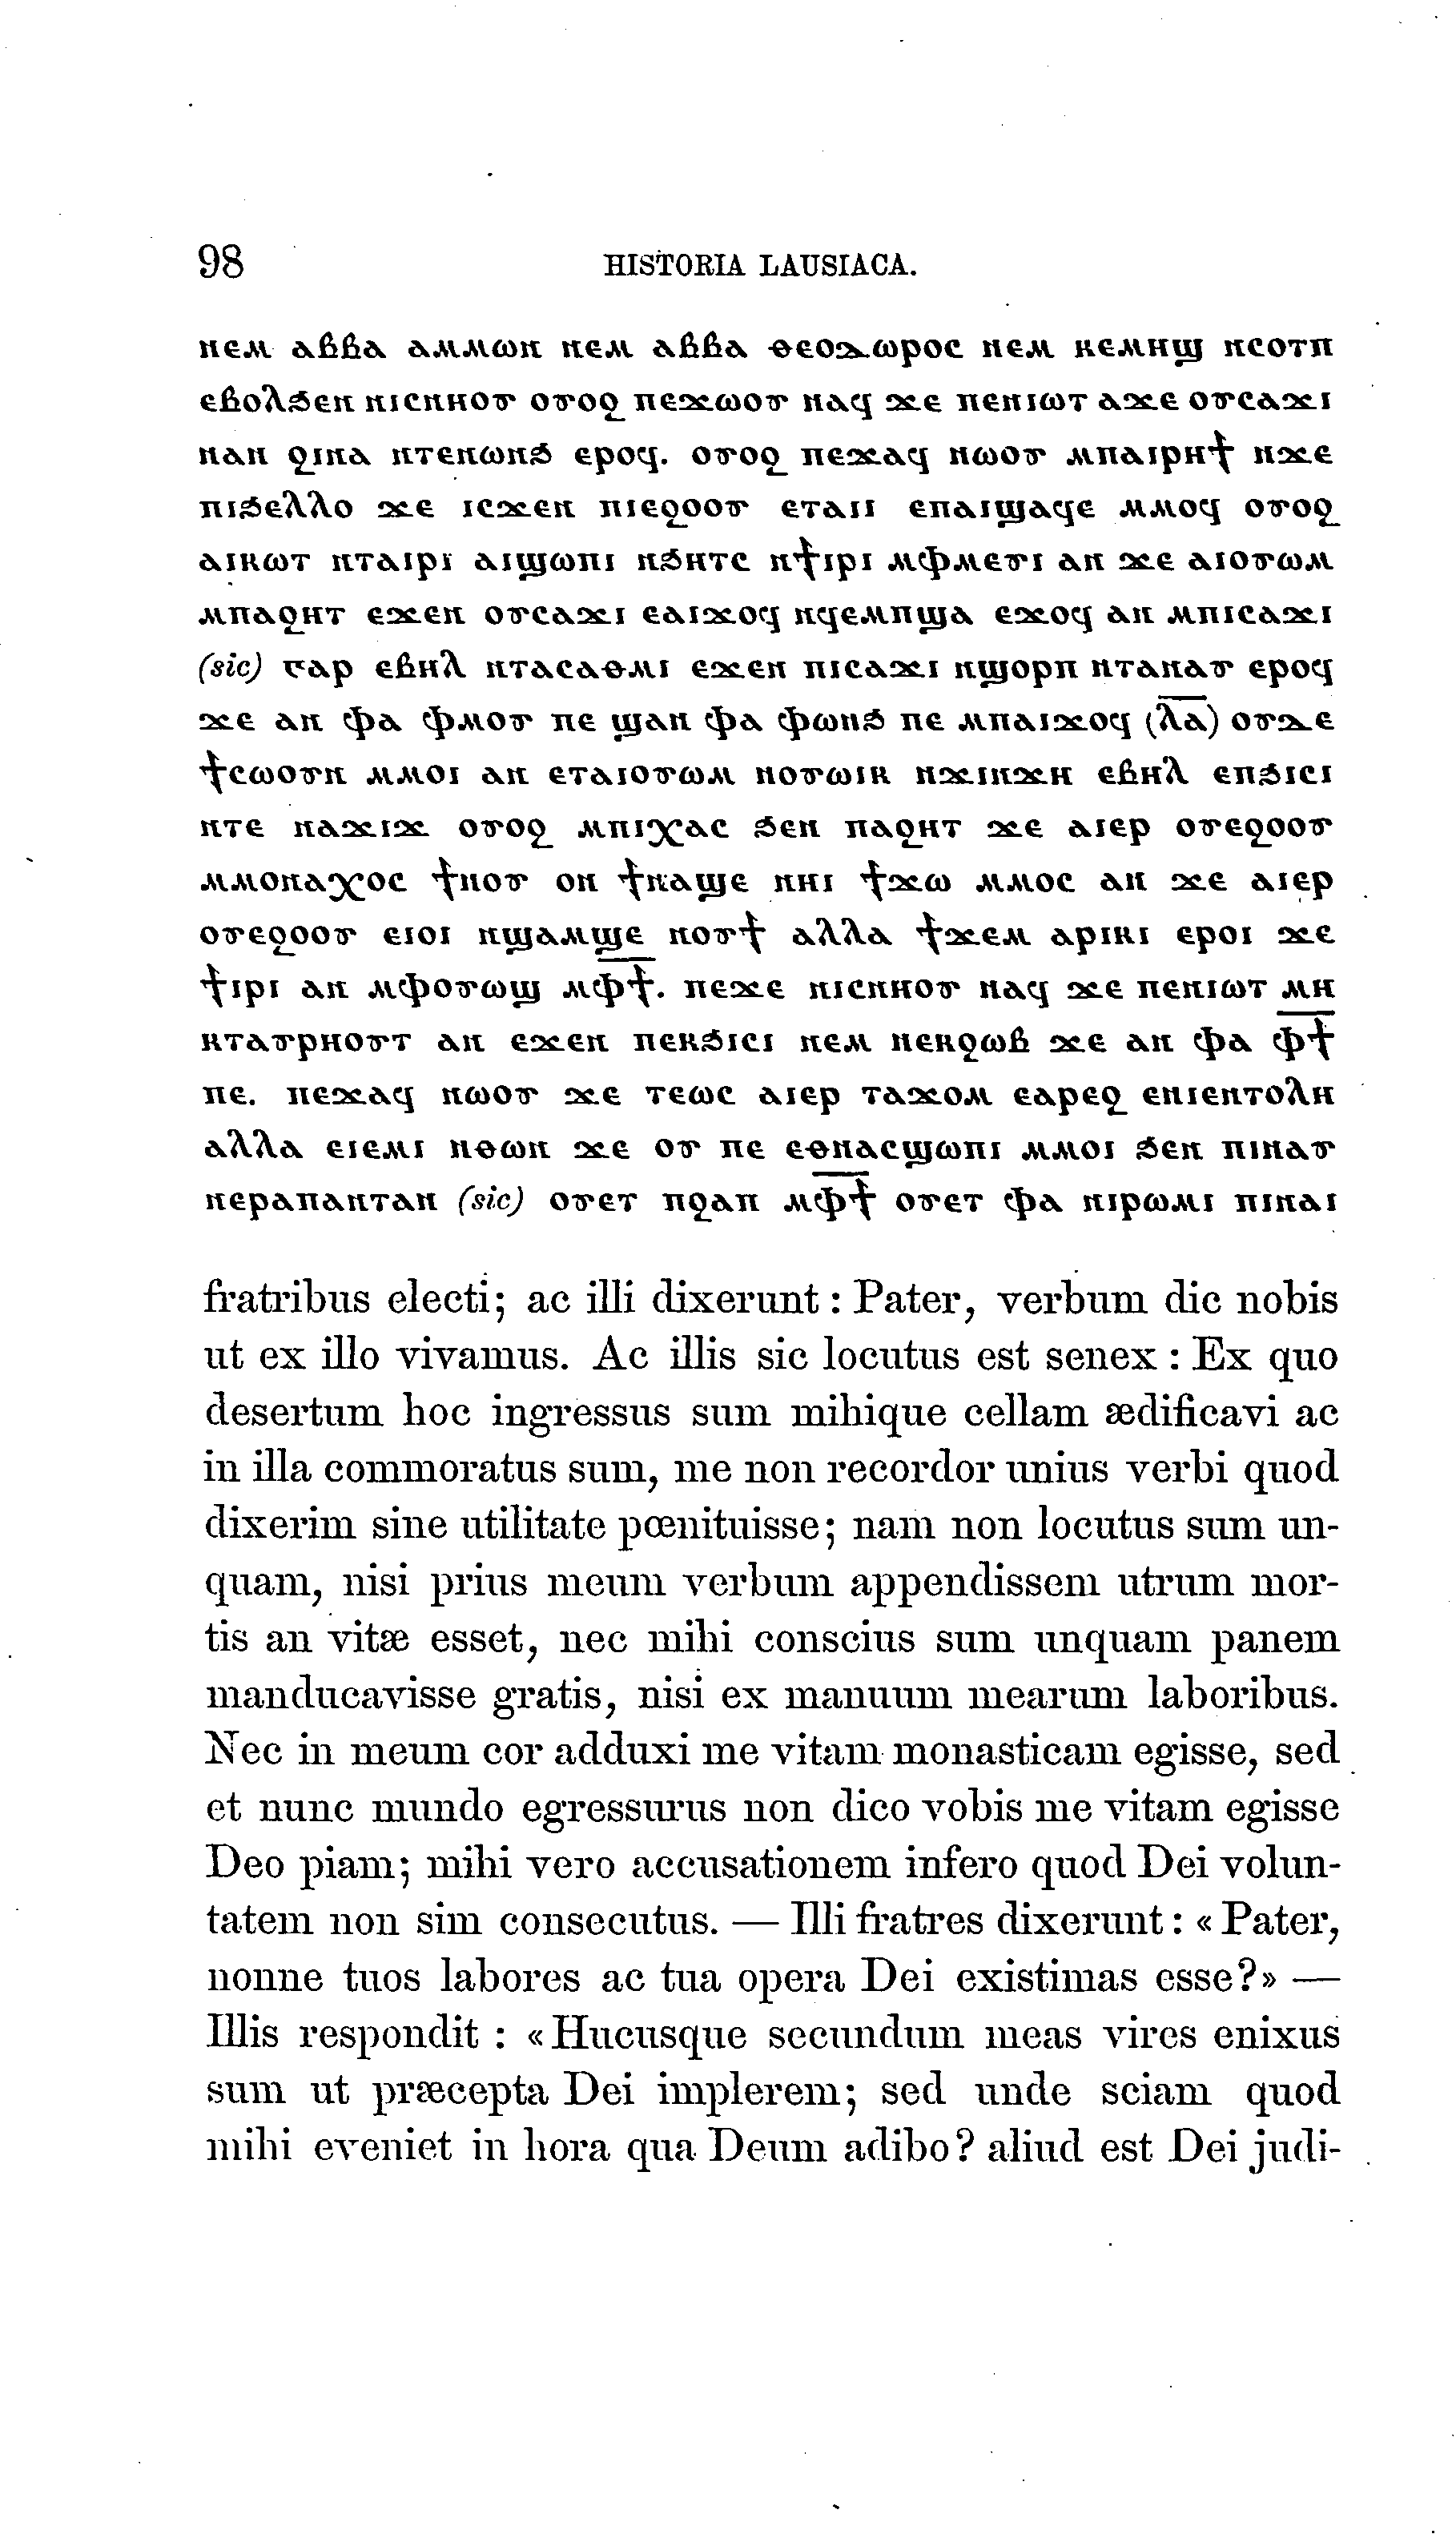 98 HISTORIA LAUSIACA.
ⲛⲉⲙ ⲁⲃⲃⲁ ⲁⲙⲙⲱⲛ ⲛⲉⲙ ⲁⲃⲃⲁ ⲑⲉⲟⲇⲱⲣⲟⲥ ⲛⲉⲙ ⲕⲉⲙⲏϣ ⲛⲥⲟⲧⲡ
ⲉⲃⲟⲗϧⲉⲛ ⲛⲓⲥⲛⲏⲟⲩ ⲟⲩⲟϩ ⲡⲉϫⲱⲟⲩ ⲛⲁϥ ϫⲉ ⲡⲉⲛⲓⲱⲧ ⲁϫⲉ ⲟⲩⲥⲁϫⲓ
ⲛⲁⲛ ϩⲓⲛⲁ ⲛⲧⲉⲛⲱⲛϧ ⲉⲣⲟϥ. ⲟⲩⲟϩ ⲡⲉϫⲁϥ ⲛⲱⲟⲩ ⲙⲡⲁⲓⲣⲏϯ ⲛϫⲉ
ⲡⲓϧⲉⲗⲗⲟ ϫⲉ ⲓⲥϫⲉⲛ ⲡⲓⲉϩⲟⲟⲩ ⲉⲧⲁⲓⲓ ⲉⲡⲁⲓϣⲁϥⲉ ⲙⲙⲟϥ ⲟⲩⲟϩ
ⲁⲓⲕⲱⲧ ⲛⲧⲁⲓⲣⲓ ⲁⲓϣⲱⲡⲓ ⲛϧⲏⲧⲥ ⲛϯⲓⲣⲓ ⲙⲫⲙⲉⲩⲓ ⲁⲛ ϫⲉ ⲁⲓⲟⲩⲱⲙ
ⲙⲡⲁϩⲏⲧ ⲉϫⲉⲛ ⲟⲩⲥⲁϫⲓ ⲉⲁⲓϫⲟϥ ⲛϥⲉⲙⲡϣⲁ ⲉϫⲟϥ ⲁⲛ ⲙⲡⲓⲥⲁϫⲓ
(sic) ⲅⲁⲣ ⲉⲃⲏⲗ ⲛⲧⲁⲥⲁⲑⲙⲓ ⲉϫⲉⲛ ⲡⲓⲥⲁϫⲓ ⲛϣⲟⲣⲡ ⲛⲧⲁⲛⲁⲩ ⲉⲣⲟϥ
ϫⲉ ⲁⲛ ⲫⲁ ⲫⲙⲟⲩ ⲡⲉ ϣⲁⲛ ⲫⲁ ⲫⲱⲛϧ ⲡⲉ ⲙⲡⲁⲓϫⲟϥ (ⲗ̅ⲁ̅) ⲟⲩⲇⲉ
ϯⲥⲱⲟⲩⲛ ⲙⲙⲟⲓ ⲁⲛ ⲉⲧⲁⲓⲟⲩⲱⲙ ⲛⲟⲩⲱⲓⲕ ⲛϫⲓⲛϫⲏ ⲉⲃⲏⲗ ⲉⲡϧⲓⲥⲓ
ⲛⲧⲉ ⲛⲁϫⲓϫ ⲟⲩⲟϩ ⲙⲡⲓⲭⲁⲥ ϧⲉⲛ ⲡⲁϩⲏⲧ ϫⲉ ⲁⲓⲉⲣ ⲟⲩⲉϩⲟⲟⲩ
ⲙⲙⲟⲛⲁⲭⲟⲥ ϯⲛⲟⲩ ⲟⲛ ϯⲛⲁϣⲉ ⲛⲏⲓ ϯϫⲱ ⲙⲙⲟⲥ ⲁⲛ ϫⲉ ⲁⲓⲉⲣ
ⲟⲩⲉϩⲟⲟⲩ ⲉⲓⲟⲓ ⲛϣⲁⲙϣⲉ ⲛⲟⲩϯ ⲁⲗⲗⲁ ϯϫⲉⲙ ⲁⲣⲓⲕⲓ ⲉⲣⲟⲓ ϫⲉ
ϯⲓⲣⲓ ⲁⲛ ⲙⲫⲟⲩⲱϣ ⲙⲫ̅ϯ̅. ⲡⲉϫⲉ ⲛⲓⲥⲛⲏⲟⲩ ⲛⲁϥ ϫⲉ ⲡⲉⲛⲓⲱⲧ ⲙⲏ
ⲕⲧⲁⲩⲣⲏⲟⲩⲧ ⲁⲛ ⲉϫⲉⲛ ⲡⲉⲕϧⲓⲥⲓ ⲛⲉⲙ ⲛⲉⲕϩⲱⲃ ϫⲉ ⲁⲛ ⲫⲁ ⲫ̅ϯ̅
ⲡⲉ. ⲡⲉϫⲁϥ ⲛⲱⲟⲩ ϫⲉ ⲧⲉⲱⲥ ⲁⲓⲉⲣ ⲧⲁϫⲟⲙ ⲉⲁⲣⲉϩ ⲉⲛⲓⲉⲛⲧⲟⲗⲏ
ⲁⲗⲗⲁ ⲉⲓⲉⲙⲓ ⲛⲑⲱⲛ ϫⲉ ⲟⲩ ⲡⲉ ⲉⲑⲛⲁⲥϣⲱⲡⲓ ⲙⲙⲟⲓ ϧⲉⲛ ⲡⲓⲛⲁⲩ
ⲛⲉⲣⲁⲡⲁⲛⲧⲁⲛ (sic) ⲟⲩⲉⲧ ⲡϩⲁⲡ ⲙⲫ̅ϯ̅ ⲟⲩⲉⲧ ⲫⲁ ⲛⲓⲣⲱⲙⲓ ⲡⲓⲛⲁⲓ
fratribus electi; ac illi dixerunt : Pater, verbum dic nobis
ut ex illo vivamus. Ac illis sic locutus est senex : Ex quo
desertum hoc ingressus sum mihique cellam ædificavi ac
in illa commoratus sum, me non recordor unius verbi quod
dixerim sine utilitate pœnituisse; nam non locutus sum un-
quam, nisi prius meum verbum appendissem utrum mor-
tis an vitæ esset, nec mihi conscius sum unquam panem
manducavisse gratis, nisi ex manuum mearum laboribus.
Nec in meum cor adduxi me vitam monasticam egisse, sed
et nunc mundo egressurus non dico vobis me vitam egisse
Deo piam; mihi vero accusationem infero quod Dei volun-
tatem non sim consecutus. — Illi fratres dixerunt : « Pater,
nonne tuos labores ac tua opera Dei existimas esse?» —
Illis respondit : « Hucusque secundum meas vires enixus
sum ut præcepta Dei implerem; sed unde sciam quod
mihi eveniet in hora qua Deum adibo? aliud est Dei judi-